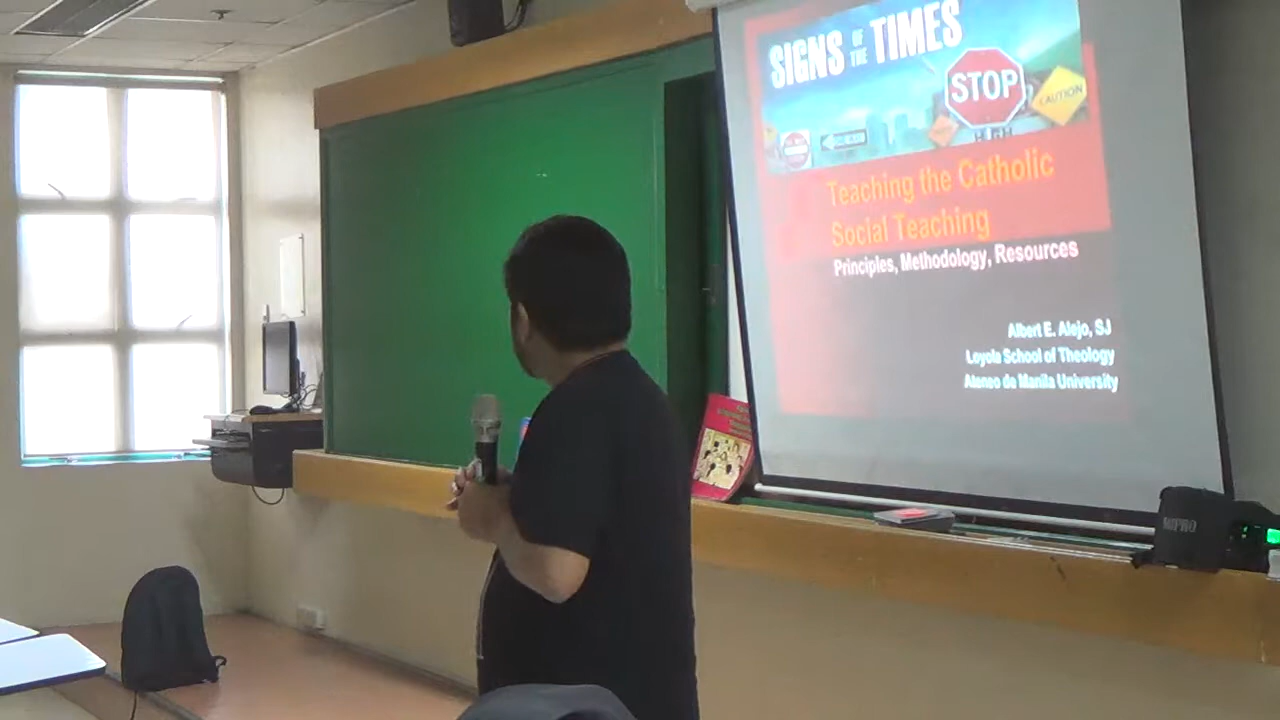 SIGNS OF THE TIMES
STOP
CAUTION
Teaching the Catholic
Social Teaching
Principles, Methodology, Resources
Albert E. Alejo, SJ
Loyola School of Theology
Ateneo de Manila University
MIPRO